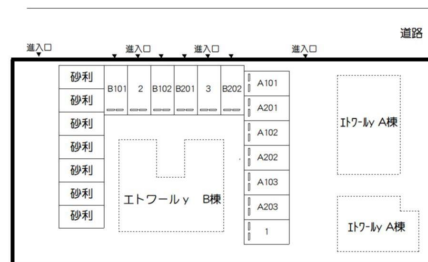 道路
進入口
進入口
進入口
進入口
砂利
砂利
砂利
砂利
砂利
砂利
砂利
B101
2
B102
B201
3
B202
A101
A201
A102
A202
A103
A203
1
エトワールy B棟
ｴﾄﾜｰﾙy A棟
ｴﾄﾜｰﾙy A棟